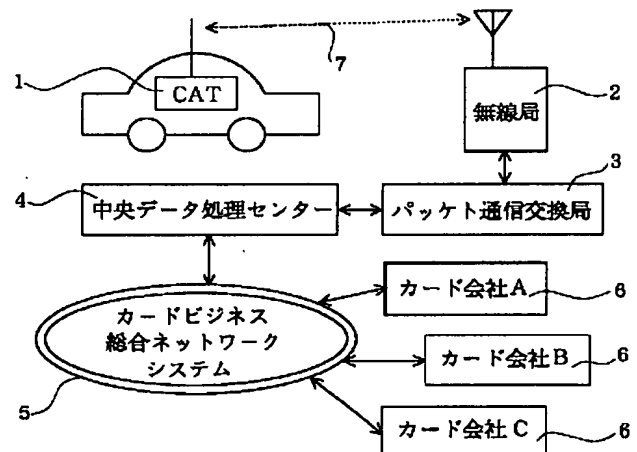 7
1
CAT
2
無線局
3
4
中央データ処理センター
パケット通信交換局
カードビジネス
総合ネットワーク
システム
5
カード会社A
6
カード会社B
6
カード会社C
6